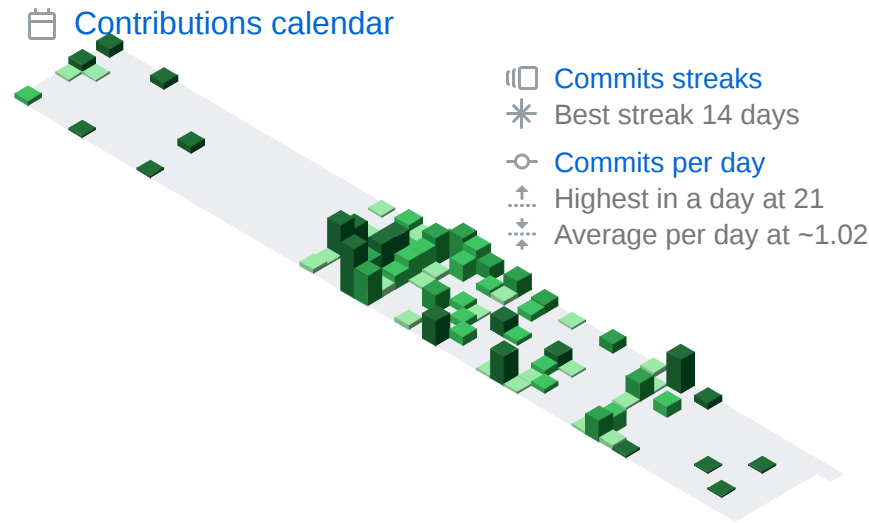 Contributions calendar
Commits streaks
Best streak 14 days
Commits per day
Highest in a day at 21
Average per day at ~1.02